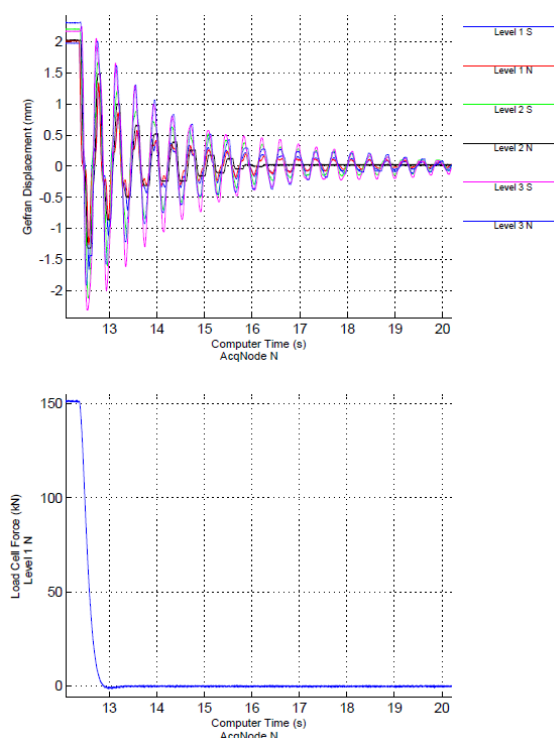 Level 1 S
Level 1 N
Level 2 S
Level 2 N
Level 3 S
Level 3 N
Gefran Displacement (mm)
2
1.5
1
0.5
0
-0.5
-1
-1.5
-2
13 14 15 16 17 18 19 20
Computer Time (s)
AcqNode N
Load Cell Force (kN)
Level 1 N
150
100
50
0
13 14 15 16 17 18 19 20
Computer Time (s)
AcqNode N